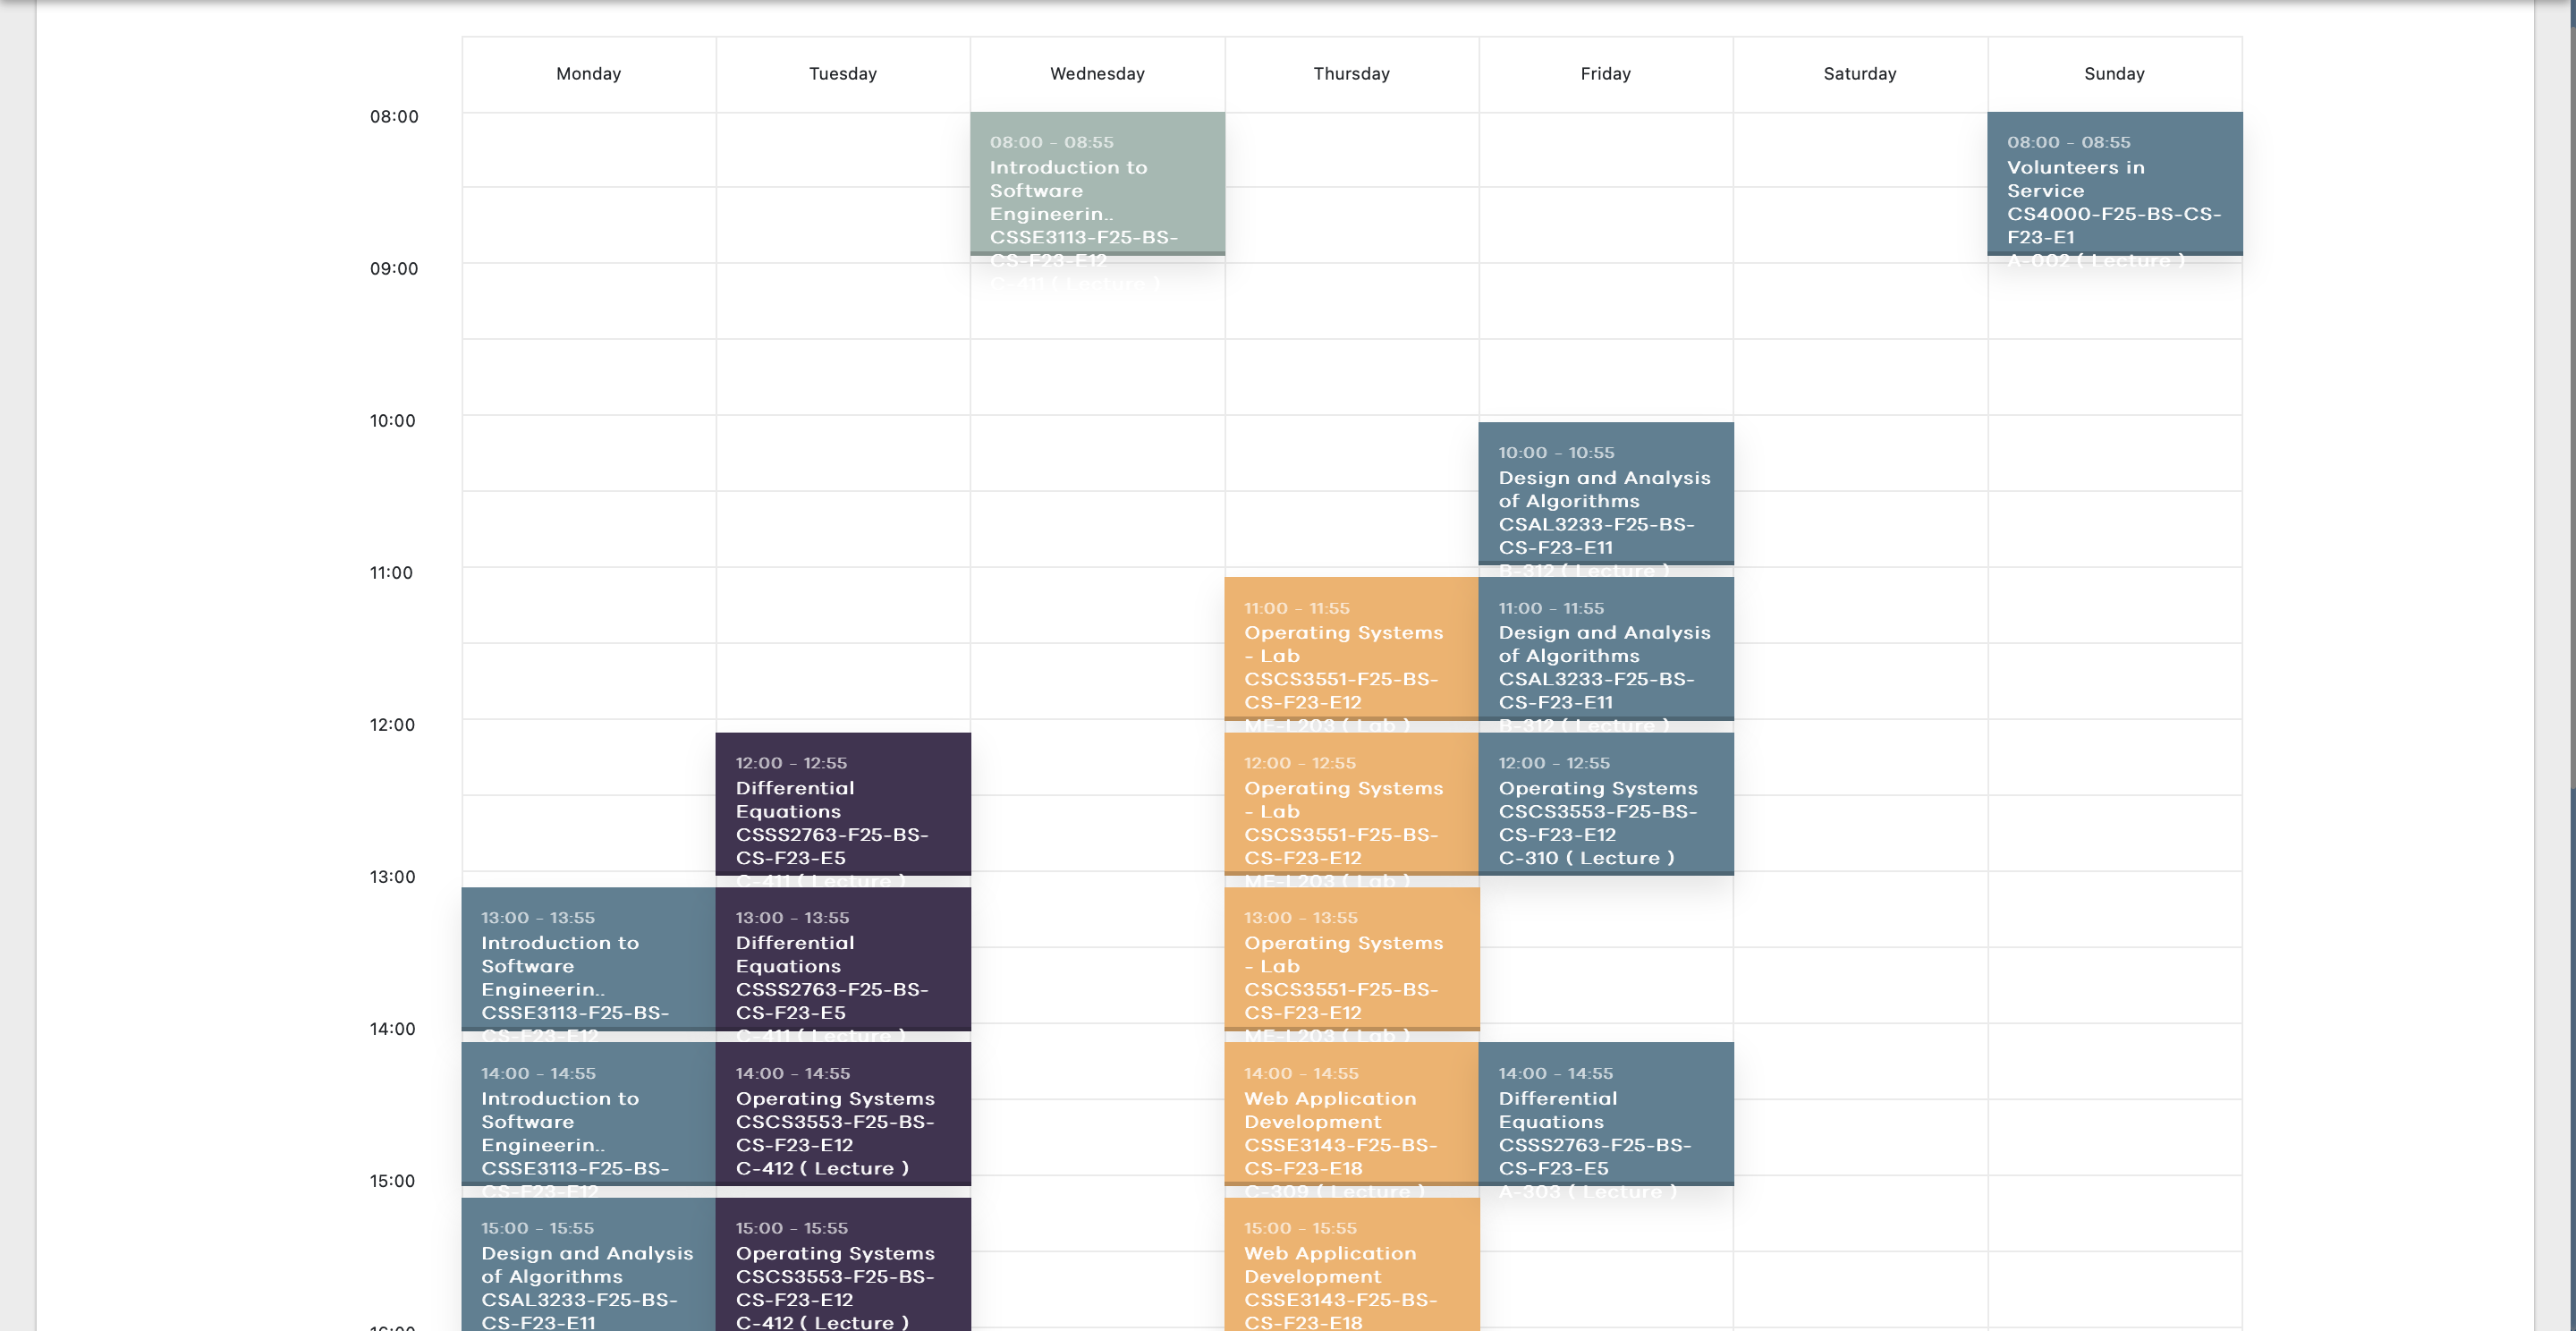 Monday
Tuesday
Wednesday
Thursday
Friday
Saturday
Sunday
08:00
08:00 - 08:55
Introduction to
Software
Engineerin..
CSSE3113-F25-BS-
CS-F23-E12
C-411 ( Lecture )
08:00 - 08:55
Volunteers in
Service
CS4000-F25-BS-CS-
F23-E1
A-002 ( Lecture )
09:00
10:00
10:00 - 10:55
Design and Analysis
of Algorithms
CSAL3233-F25-BS-
CS-F23-E11
B-312 ( Lecture )
11:00
11:00 - 11:55
Operating Systems
- Lab
CSCS3551-F25-BS-
CS-F23-E12
ME-L203 ( Lab )
11:00 - 11:55
Design and Analysis
of Algorithms
CSAL3233-F25-BS-
CS-F23-E11
B-312 ( Lecture )
12:00
12:00 - 12:55
Differential
Equations
CSSS2763-F25-BS-
CS-F23-E5
C-411 ( Lecture )
12:00 - 12:55
Operating Systems
- Lab
CSCS3551-F25-BS-
CS-F23-E12
ME-L203 ( Lab )
12:00 - 12:55
Operating Systems
CSCS3553-F25-BS-
CS-F23-E12
C-310 ( Lecture )
13:00
13:00 - 13:55
Introduction to
Software
Engineerin..
CSSE3113-F25-BS-
CS-F23-E12
13:00 - 13:55
Differential
Equations
CSSS2763-F25-BS-
CS-F23-E5
C-411 ( Lecture )
13:00 - 13:55
Operating Systems
- Lab
CSCS3551-F25-BS-
CS-F23-E12
ME-L203 ( Lab )
14:00
14:00 - 14:55
Introduction to
Software
Engineerin..
CSSE3113-F25-BS-
CS-F23-E12
14:00 - 14:55
Operating Systems
CSCS3553-F25-BS-
CS-F23-E12
C-412 ( Lecture )
14:00 - 14:55
Web Application
Development
CSSE3143-F25-BS-
CS-F23-E18
C-309 ( Lecture )
14:00 - 14:55
Differential
Equations
CSSS2763-F25-BS-
CS-F23-E5
A-303 ( Lecture )
15:00
15:00 - 15:55
Design and Analysis
of Algorithms
CSAL3233-F25-BS-
CS-F23-E11
15:00 - 15:55
Operating Systems
CSCS3553-F25-BS-
CS-F23-E12
C-412 ( Lecture )
15:00 - 15:55
Web Application
Development
CSSE3143-F25-BS-
CS-F23-E18
16:00